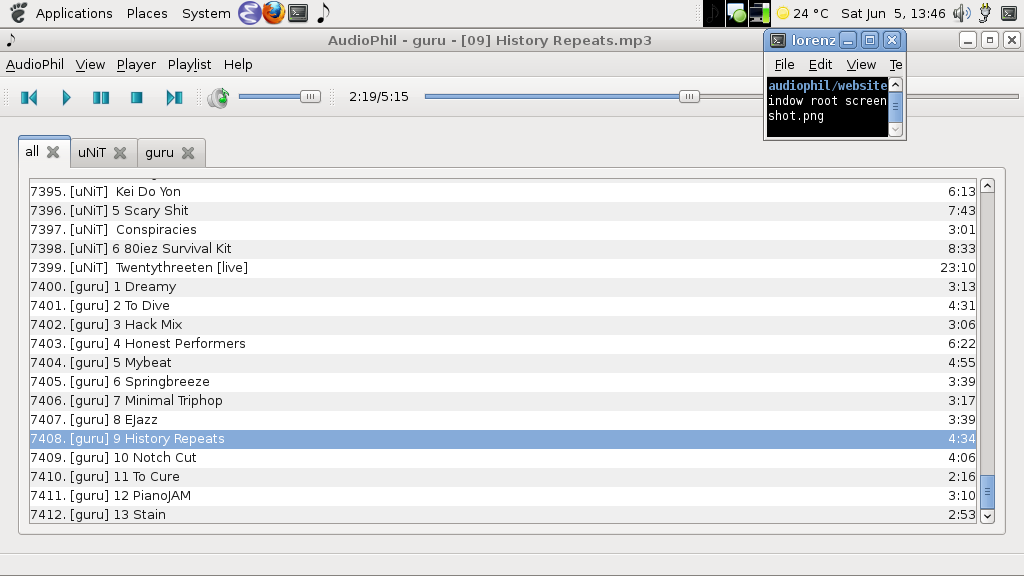 Applications Places System 24 °C Sat Jun 5, 13:46
AudioPhil - guru - [09] History Repeats.mp3
lorenz
AudioPhil View Player Playlist Help
File Edit View Te
audiophil/website
indow root screen
shot.png
2:19/5:15
all uNiT guru
7395. [uNiT] Kei Do Yon 6:13
7396. [uNiT] 5 Scary Shit 7:43
7397. [uNiT] Conspiracies 3:01
7398. [uNiT] 6 80iez Survival Kit 8:33
7399. [uNiT] Twentythreeten [live] 23:10
7400. [guru] 1 Dreamy 3:13
7401. [guru] 2 To Dive 4:31
7402. [guru] 3 Hack Mix 3:06
7403. [guru] 4 Honest Performers 6:22
7404. [guru] 5 Mybeat 4:55
7405. [guru] 6 Springbreeze 3:39
7406. [guru] 7 Minimal Triphop 3:17
7407. [guru] 8 EJazz 3:39
7408. [guru] 9 History Repeats 4:34
7409. [guru] 10 Notch Cut 4:06
7410. [guru] 11 To Cure 2:16
7411. [guru] 12 PianoJAM 3:10
7412. [guru] 13 Stain 2:53